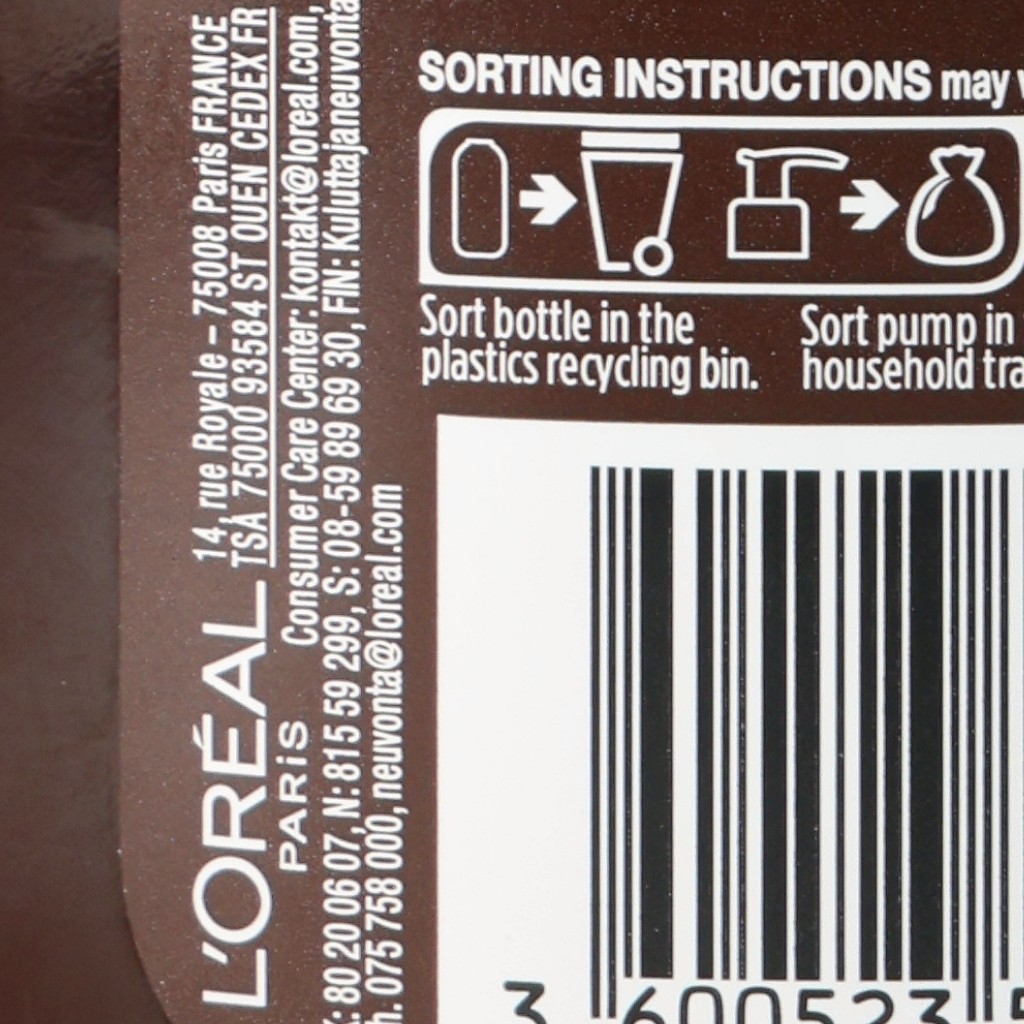 SORTING INSTRUCTIONS may
Sort bottle in the
plastics recycling bin.
Sort pump in
household
L'ORÉAL
PARiS
14, rue Royale – 75008 Paris FRANCE
TSA 75000 93584 ST OUEN CEDEX FR
Consumer Care Center: kontakt@loreal.com,
80 20 06 07, N: 815 59 299, S: 08-59 89 69 30, FIN: Kuluttajaneuvonta
075 758 000, neuvonta@loreal.com
3 600523